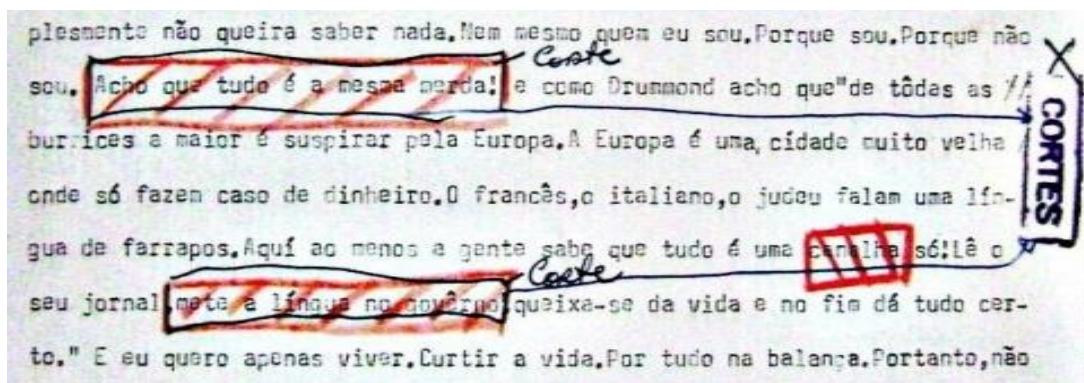 plesmente não queira saber nada.Nem mesmo quem eu sou.Porque sou.Porque não
Corte
sou. Acho que tudo é a mesma merda! e como Drummond acho que"de tôdas as //
burrices a maior é suspirar pela Europa.A Europa é uma cidade muito velha
onde só fazem caso de dinheiro.O francês,o italiano,o judeu falam uma lín-
gua de farrapos.Aquí ao menos a gente sabe que tudo é uma canalha só!Lê o
Corte
seu jornal mete a língua no govêrno queixa-se da vida e no fim dá tudo cer-
to." E eu quero apenas viver.Curtir a vida.Por tudo na balança.Portanto,não
X CORTES